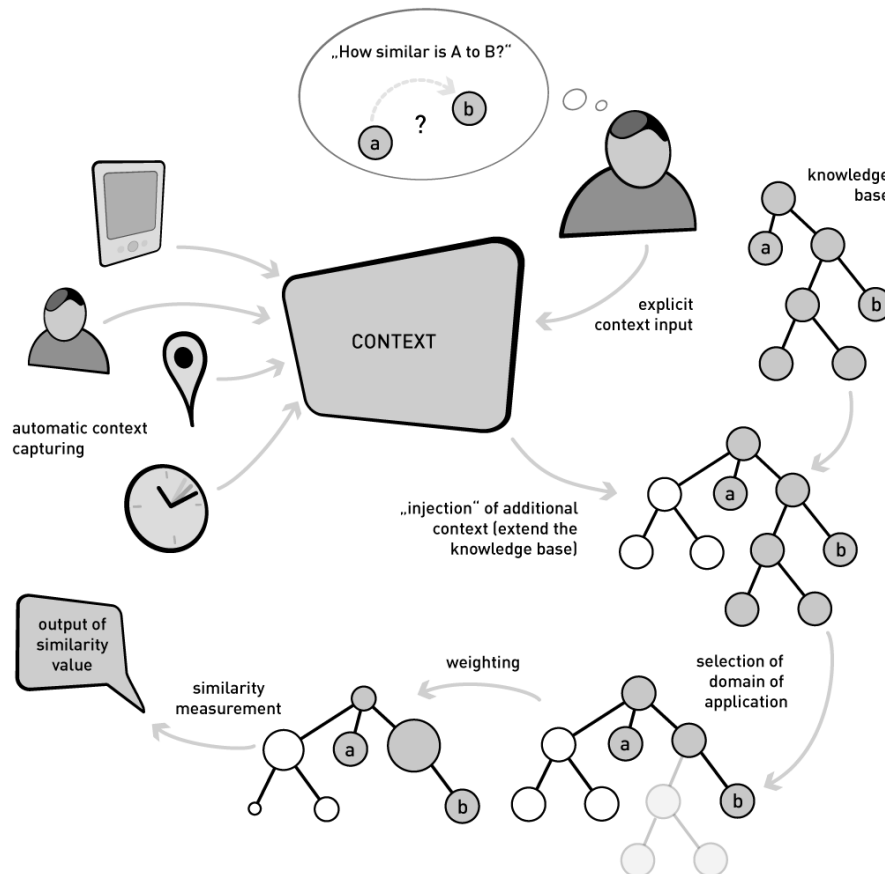 „How similar is A to B?“
a
?
b
knowledge
base
a
b
explicit
context input
CONTEXT
automatic context
capturing
„injection“ of additional
context (extend the
knowledge base)
a
b
output of
similarity
value
similarity
measurement
weighting
selection of
domain of
application
a
b
a
b